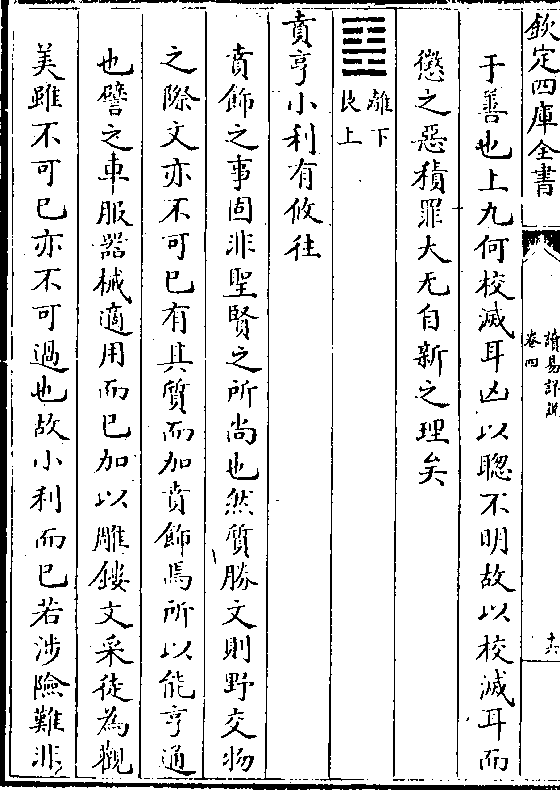 欽定四庫全書
讀易詳說
卷四
十六
于善也上九何校滅耳凶以聰不明故以校滅耳而
懲之惡積罪大无自新之理矣
離下
艮上
賁亨小利有攸往
賁飾之事固非聖賢之所尚也然質勝文則野交物
之際文亦不可已有其質而加賁飾焉所以能亨通
也譬之車服器械適用而已加以雕鏤文采徒為觀
美雖不可已亦不可過也故小利而已若涉險難非